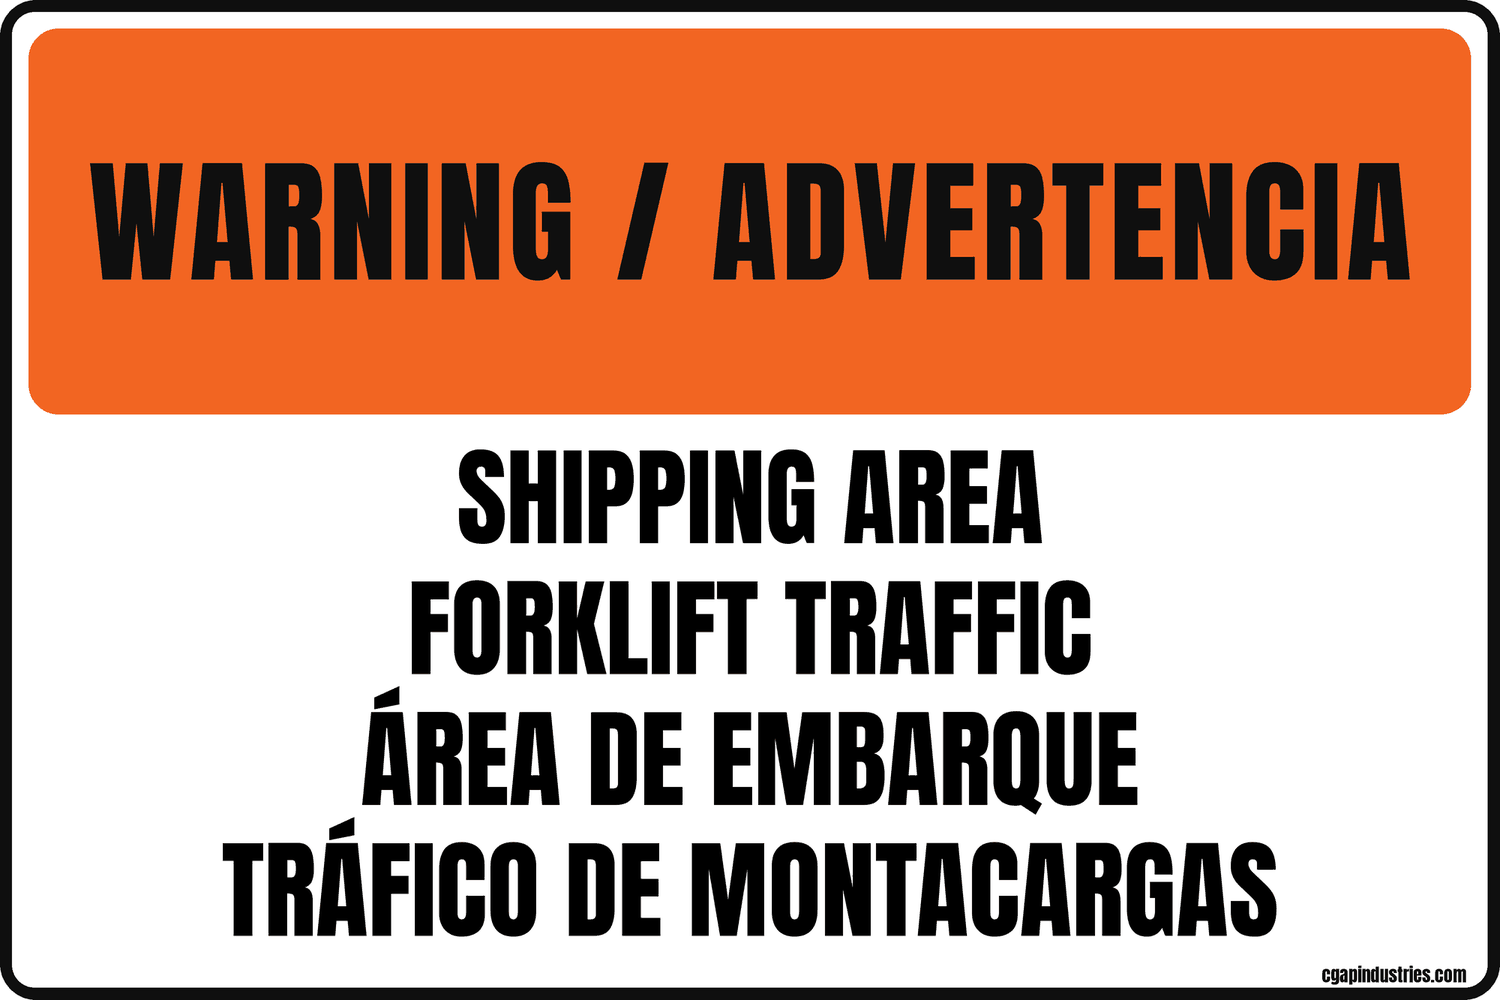 WARNING / ADVERTENCIA
SHIPPING AREA
FORKLIFT TRAFFIC
ÁREA DE EMBARQUE
TRÁFICO DE MONTACARGAS
cgapindustries.com